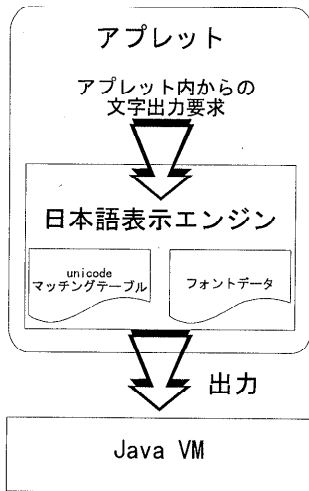 アプレット
アプレット内からの
文字出力要求
日本語表示エンジン
unicode
マッチングテーブル
フォントデータ
出力
Java VM